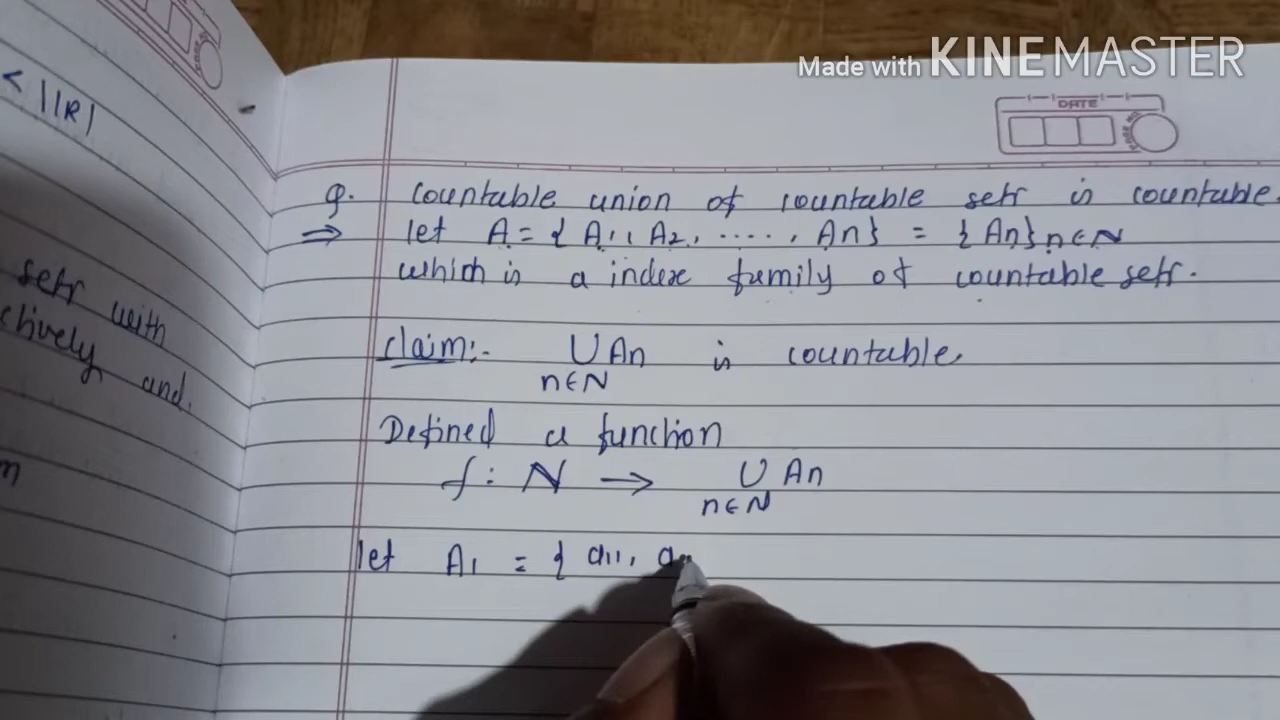 Made with KINEMASTER
DATE
< |IR|
Q. Countable union of countable sets is countable.
⇒ let A = { A1, A2, ....., An} = {An}n∈N
which is a index family of countable sets.
sets with
ctively and
claim:- ∪ An is countable
n∈N
Defined a function
f : N → ∪ An
n∈N
let A1 = { a11, a